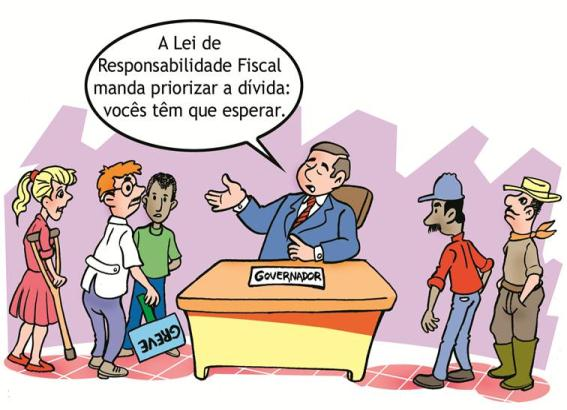 A Lei de
Responsabilidade Fiscal
manda priorizar a dívida:
vocês têm que esperar.
GOVERNADOR
GREVE